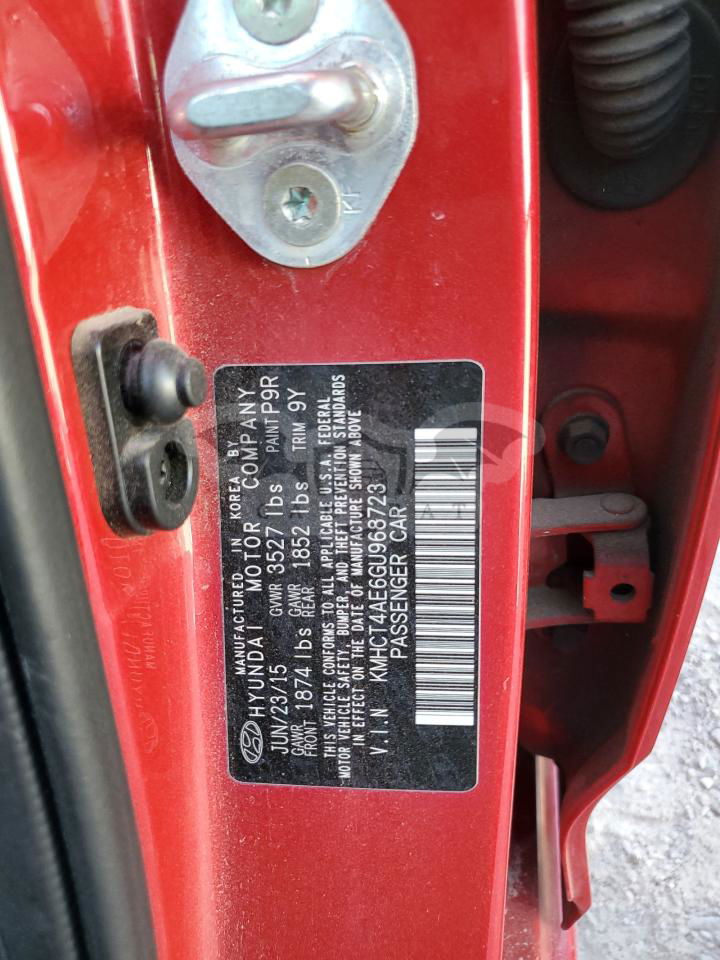 MANUFACTURED IN KOREA BY
HYUNDAI MOTOR COMPANY
JUN/23/15 GVWR 3527 lbs PAINT P9R
GAWR FRONT 1874 lbs GAWR REAR 1852 lbs TRIM 9Y
THIS VEHICLE CONFORMS TO ALL APPLICABLE U.S.A. FEDERAL
MOTOR VEHICLE SAFETY, BUMPER, AND THEFT PREVENTION STANDARDS
IN EFFECT ON THE DATE OF MANUFACTURE SHOWN ABOVE
V.I.N KMHCT4AE6GU968723
PASSENGER CAR
KF